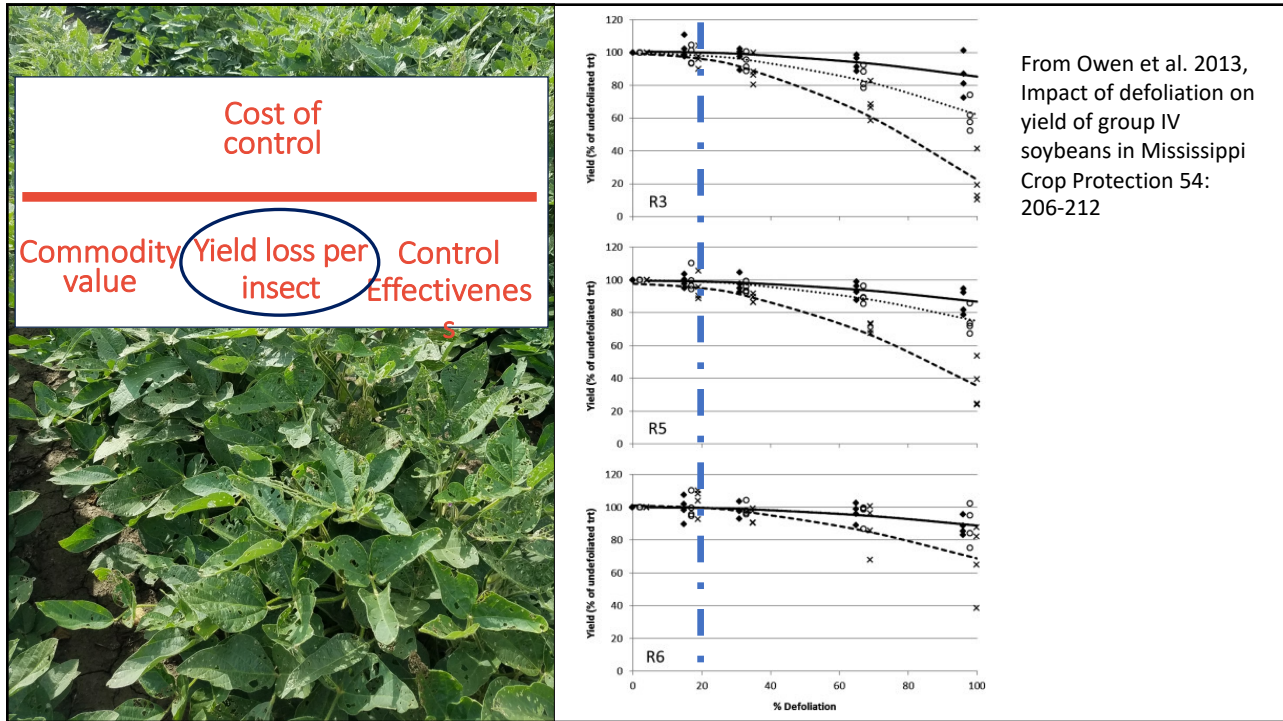 Cost of
control
Commodity
value
Yield loss per
insect
Control
Effectivenes
s
120
100
80
60
40
20
0
Yield (% of undefoliated trt)
R3
120
100
80
60
40
20
0
Yield (% of undefoliated trt)
R5
120
100
80
60
40
20
0
Yield (% of undefoliated trt)
R6
0 20 40 60 80 100
% Defoliation
From Owen et al. 2013,
Impact of defoliation on
yield of group IV
soybeans in Mississippi
Crop Protection 54:
206-212